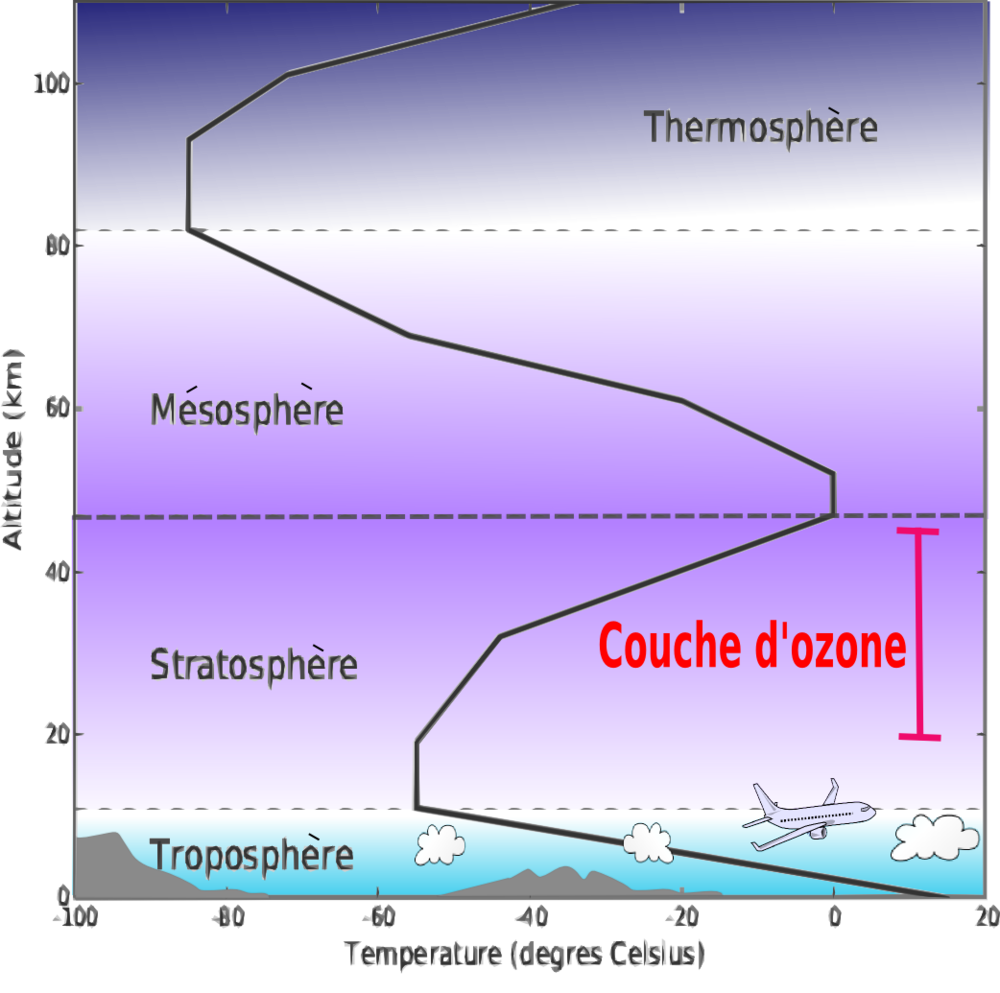 100
Thermosphère
80
Mésosphère
60
Altitude (km)
40
Couche d'ozone
Stratosphère
20
Troposphère
0
-100 -80 -60 -40 -20 0 20
Temperature (degres Celsius)